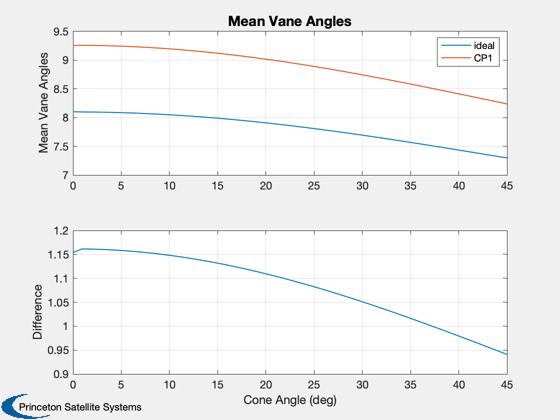 Mean Vane Angles
9.5
9
8.5
8
7.5
7
Mean Vane Angles
ideal
CP1
0 5 10 15 20 25 30 35 40 45
1.2
1.15
1.1
1.05
1
0.95
0.9
Difference
0 5 10 15 20 25 30 35 40 45
Cone Angle (deg)
Princeton Satellite Systems